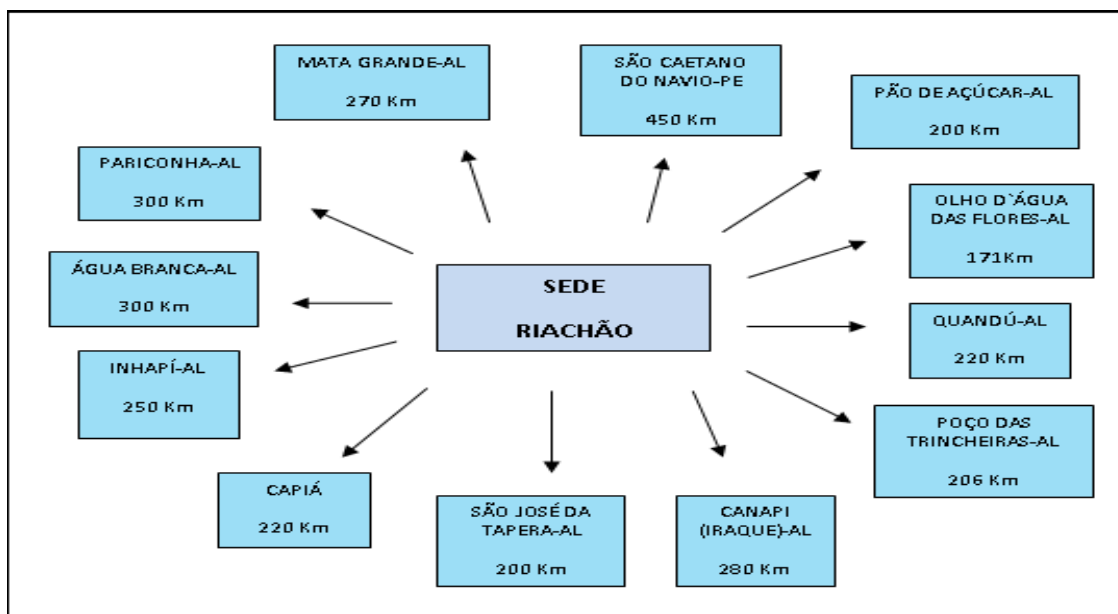 MATA GRANDE-AL
270 Km
SÃO CAETANO
DO NAVIO-PE
450 Km
PÃO DE AÇÚCAR-AL
200 Km
PARICONHA-AL
300 Km
OLHO D`ÁGUA
DAS FLORES-AL
171Km
ÁGUA BRANCA-AL
300 Km
SEDE
RIACHÃO
QUANDÚ-AL
220 Km
INHAPÍ-AL
250 Km
POÇO DAS
TRINCHEIRAS-AL
206 Km
CAPIÁ
220 Km
SÃO JOSÉ DA
TAPERA-AL
200 Km
CANAPI
(IRAQUE)-AL
280 Km